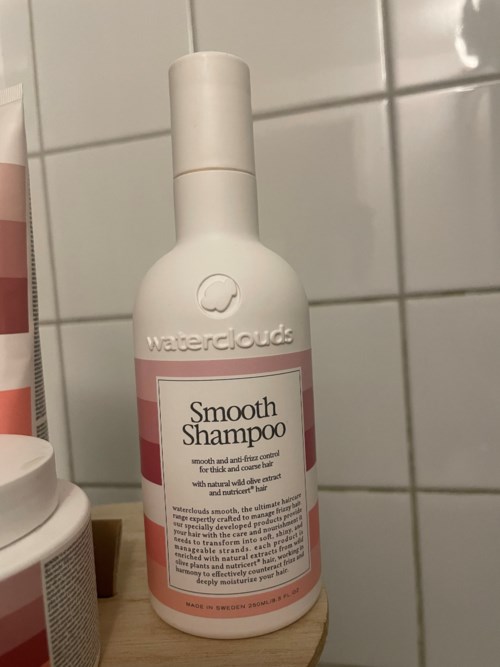 waterclouds
Smooth
Shampoo
smooth and anti-frizz control
for thick and coarse hair
with natural wild olive extract
and nutricert® hair
waterclouds smooth, the ultimate haircare
range expertly crafted to manage frizzy hair
our specially developed products provide
your hair with the care and nourishment it
needs to transform into soft, shiny, and
manageable strands. each product is
enriched with natural extracts from wild
olive plants and nutricert® hair, working in
harmony to effectively counteract frizz and
deeply moisturize your hair.
MADE IN SWEDEN 250ML/8.5 FL.OZ